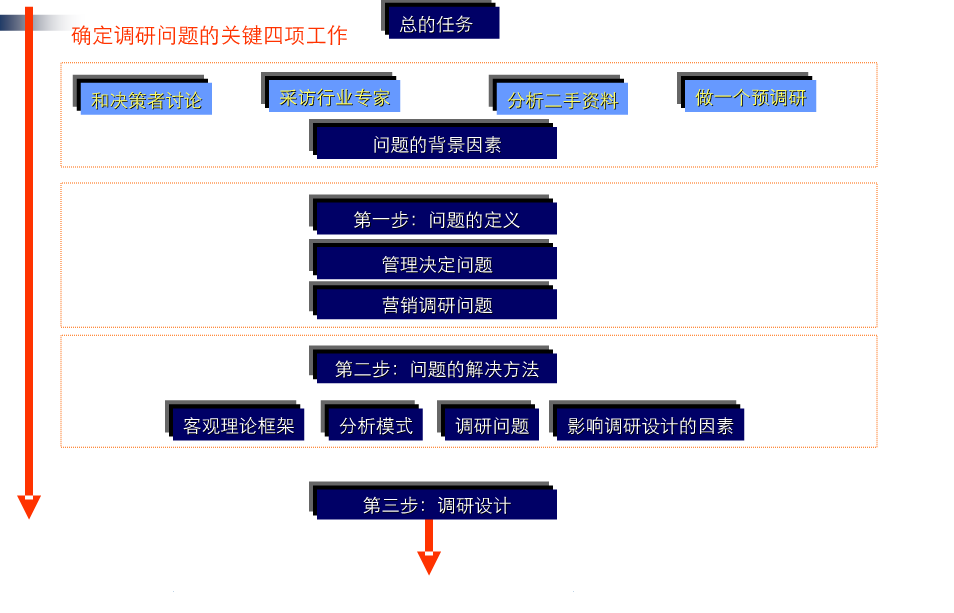 总的任务
确定调研问题的关键四项工作
和决策者讨论
采访行业专家
分析二手资料
做一个预调研
问题的背景因素
第一步：问题的定义
管理决定问题
营销调研问题
第二步：问题的解决方法
客观理论框架
分析模式
调研问题
影响调研设计的因素
第三步：调研设计